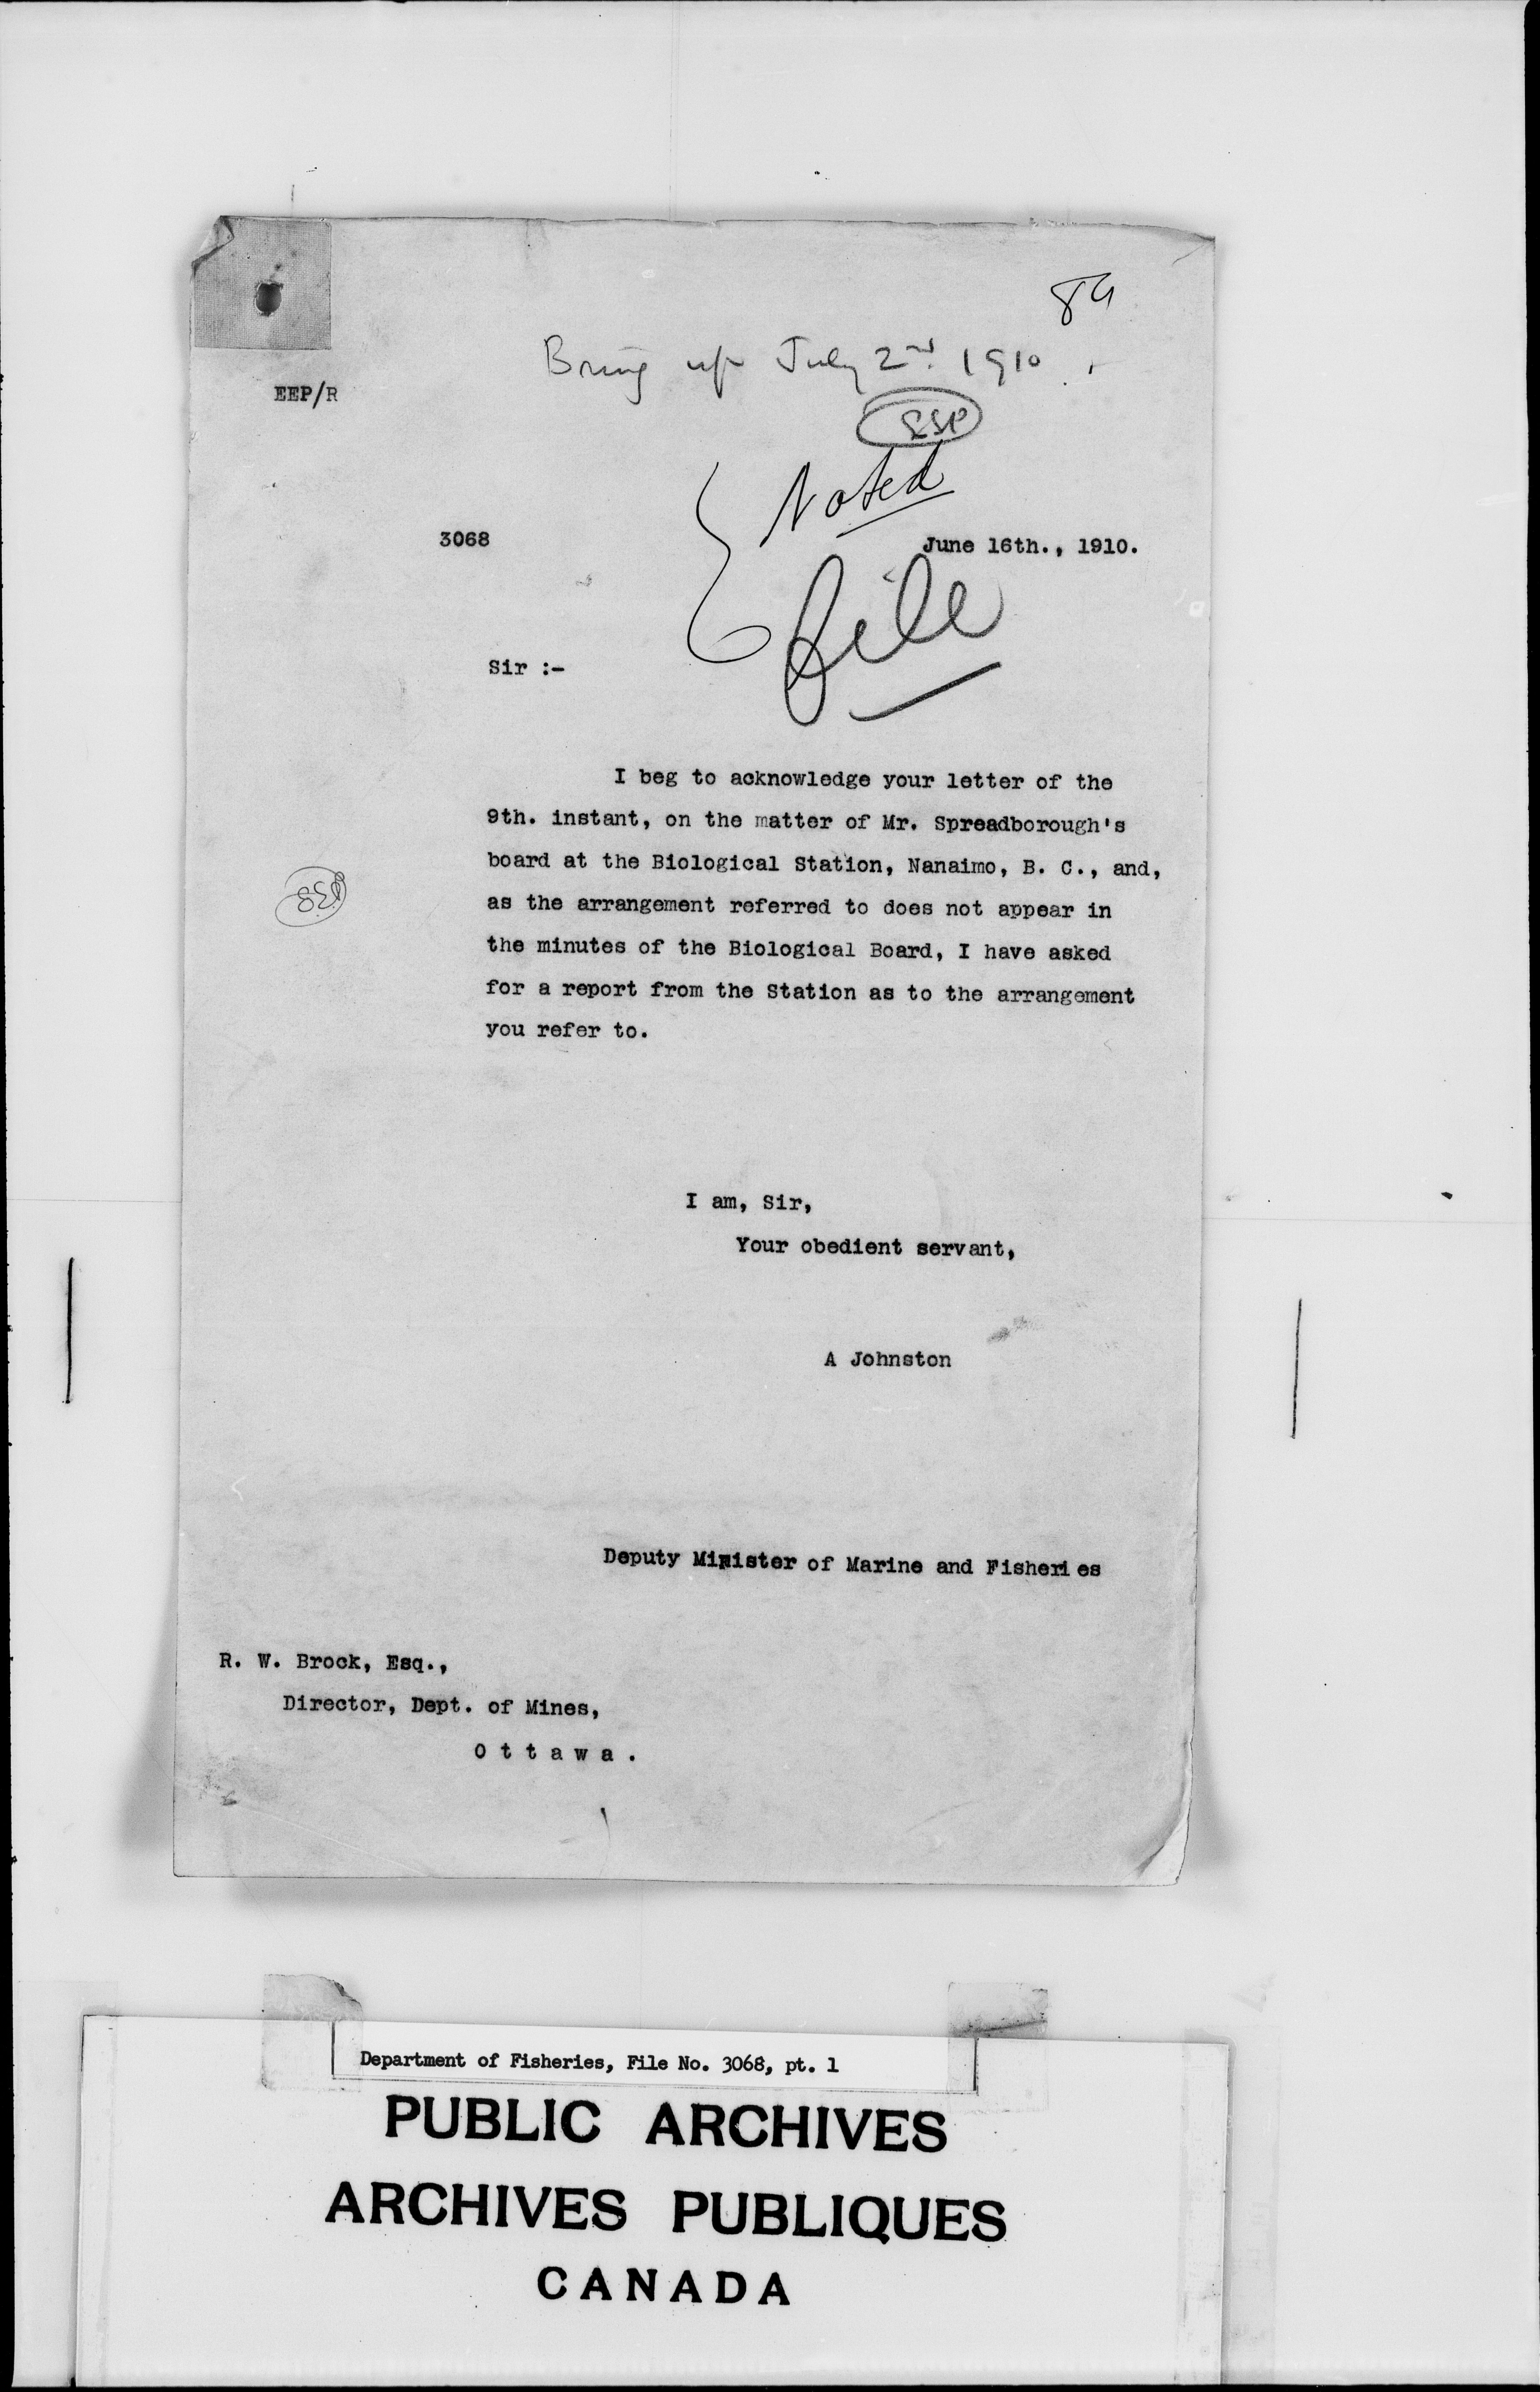 89
Bring up July 2nd 1910
EEP/R
Noted
3068
June 16th., 1910.
file
Sir :-
I beg to acknowledge your letter of the
9th. instant, on the matter of Mr. Spreadborough's
board at the Biological Station, Nanaimo, B. C., and,
as the arrangement referred to does not appear in
the minutes of the Biological Board, I have asked
for a report from the Station as to the arrangement
you refer to.
I am, Sir,
Your obedient servant,
A Johnston
Deputy Minister of Marine and Fisheries
R. W. Brock, Esq.,
Director, Dept. of Mines,
Ottawa.
Department of Fisheries, File No. 3068, pt. 1
PUBLIC ARCHIVES
ARCHIVES PUBLIQUES
CANADA